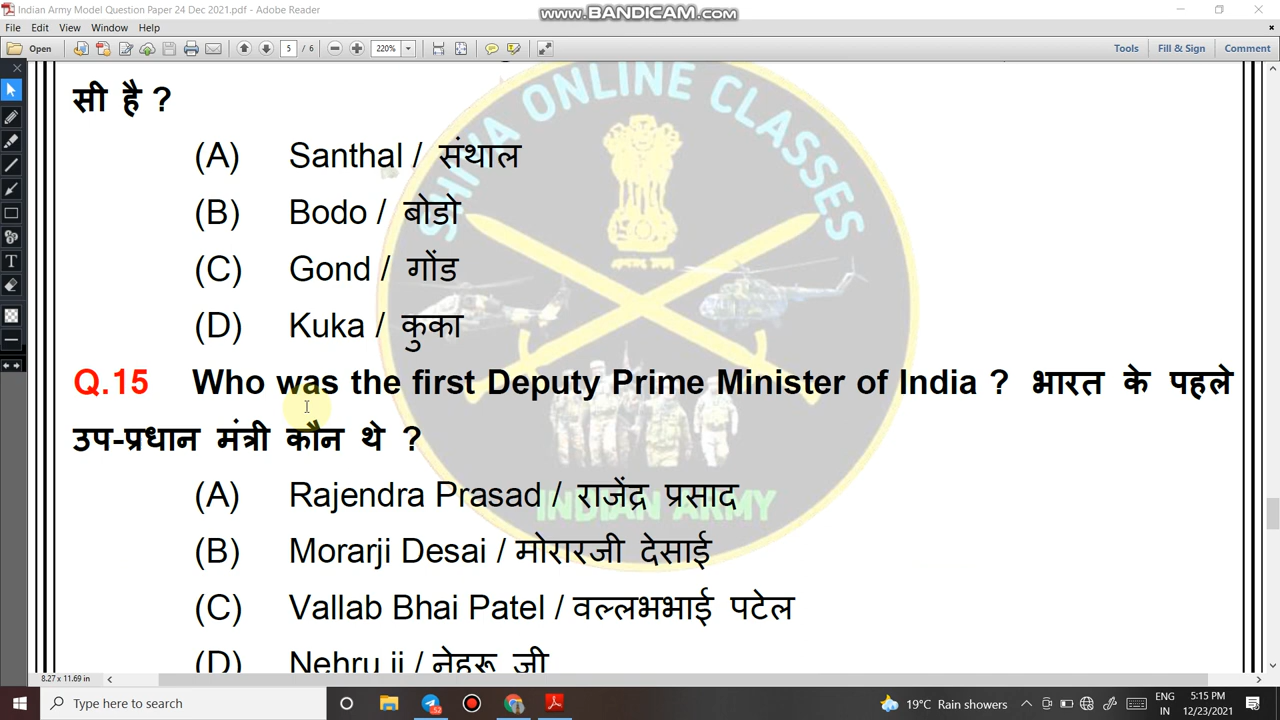 Indian Army Model Question Paper 24 Dec 2021.pdf - Adobe Reader
WWW.BANDICAM.COM
File Edit View Window Help
Open 5 / 6 220% Tools Fill & Sign Comment
सी है ?
(A) Santhal / संथाल
(B) Bodo / बोडो
(C) Gond / गोंड
(D) Kuka / कुका
Q.15 Who was the first Deputy Prime Minister of India ? भारत के पहले
उप-प्रधान मंत्री कौन थे ?
(A) Rajendra Prasad / राजेंद्र प्रसाद
(B) Morarji Desai / मोरारजी देसाई
(C) Vallab Bhai Patel / वल्लभभाई पटेल
(D) Nehru ji / नेहरू जी
SHIVA ONLINE CLASSES
INDIAN ARMY
8.27 x 11.69 in
Type here to search
19°C Rain showers
ENG
IN
5:15 PM
12/23/2021